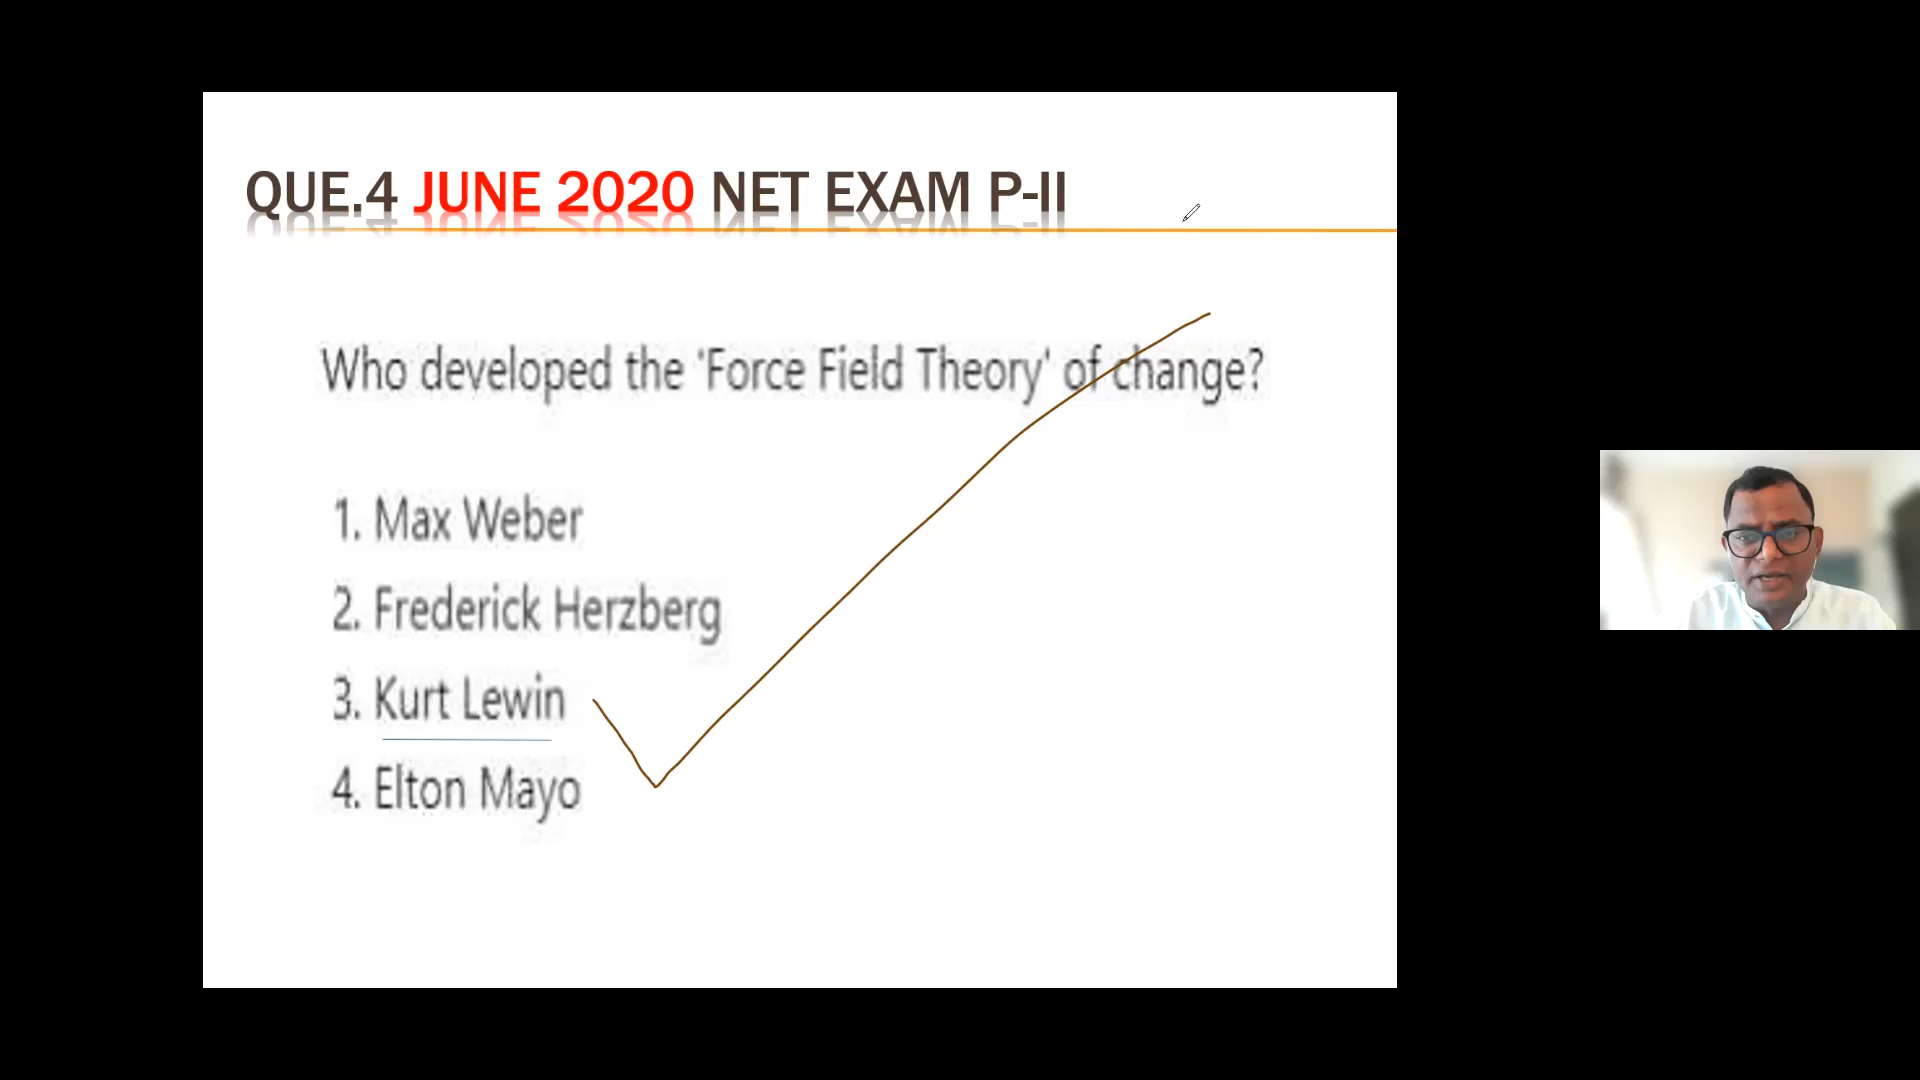 QUE.4 JUNE 2020 NET EXAM P-II
Who developed the 'Force Field Theory' of change?
1. Max Weber
2. Frederick Herzberg
3. Kurt Lewin
4. Elton Mayo